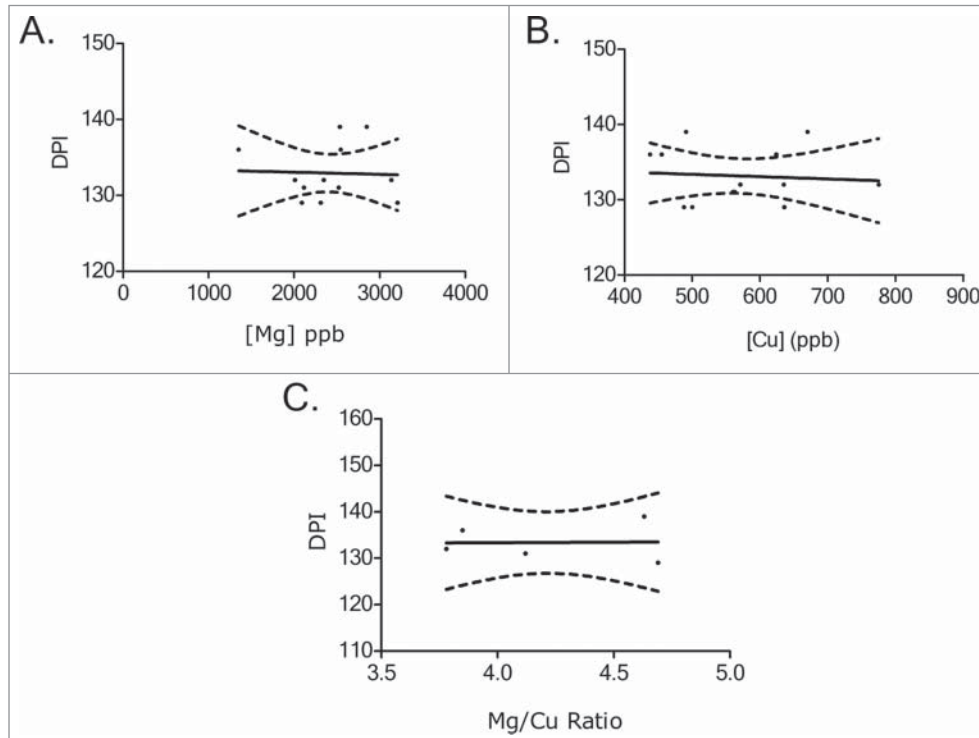 A.
150
140
130
120
DPI
0 1000 2000 3000 4000
[Mg] ppb
B.
150
140
130
120
DPI
400 500 600 700 800 900
[Cu] (ppb)
C.
160
150
140
130
120
110
DPI
3.5 4.0 4.5 5.0
Mg/Cu Ratio